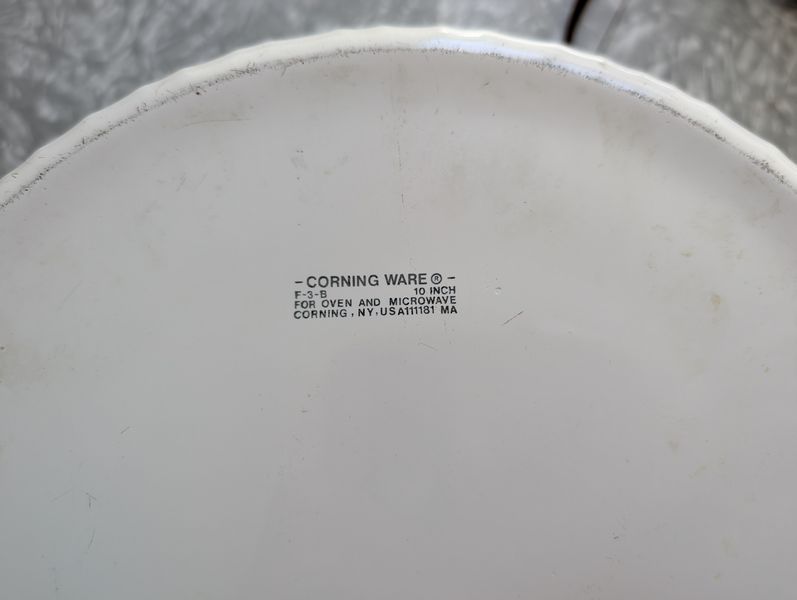 - CORNING WARE ® -
F-3-B 10 INCH
FOR OVEN AND MICROWAVE
CORNING, NY, USA111181 MA